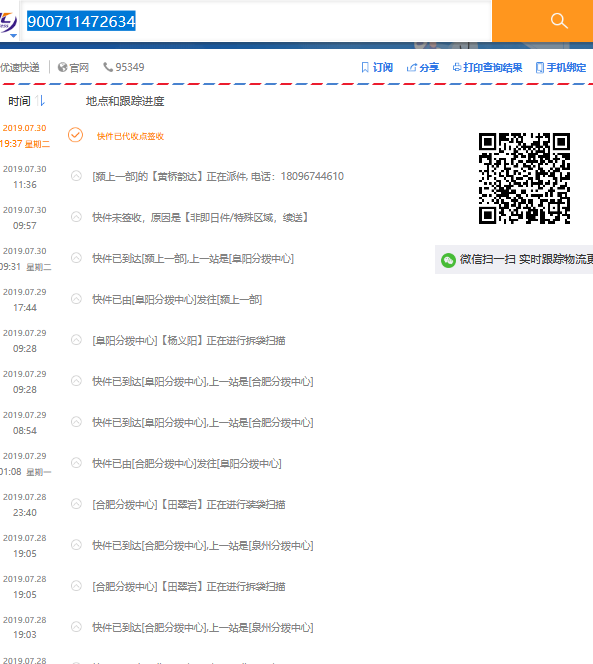 900711472634
优速快递 官网 95349 订阅 分享 打印查询结果 手机绑定
时间 地点和跟踪进度
2019.07.30
19:37 星期二
快件已代收点签收
2019.07.30
11:36
[颍上一部]的【黄桥韵达】正在派件, 电话：18096744610
2019.07.30
09:57
快件未签收，原因是【非即日件/特殊区域，续送】
微信扫一扫 实时跟踪物流更
2019.07.30
09:31 星期二
快件已到达[颍上一部],上一站是[阜阳分拨中心]
2019.07.29
17:44
快件已由[阜阳分拨中心]发往[颍上一部]
2019.07.29
09:28
[阜阳分拨中心]【杨义阳】正在进行拆袋扫描
2019.07.29
09:28
快件已到达[阜阳分拨中心],上一站是[合肥分拨中心]
2019.07.29
08:54
快件已到达[阜阳分拨中心],上一站是[合肥分拨中心]
2019.07.29
01:08 星期一
快件已由[合肥分拨中心]发往[阜阳分拨中心]
2019.07.28
23:40
[合肥分拨中心]【田翠岩】正在进行装袋扫描
2019.07.28
19:05
快件已到达[合肥分拨中心],上一站是[泉州分拨中心]
2019.07.28
19:05
[合肥分拨中心]【田翠岩】正在进行拆袋扫描
2019.07.28
19:03
快件已到达[合肥分拨中心],上一站是[泉州分拨中心]
2019.07.28